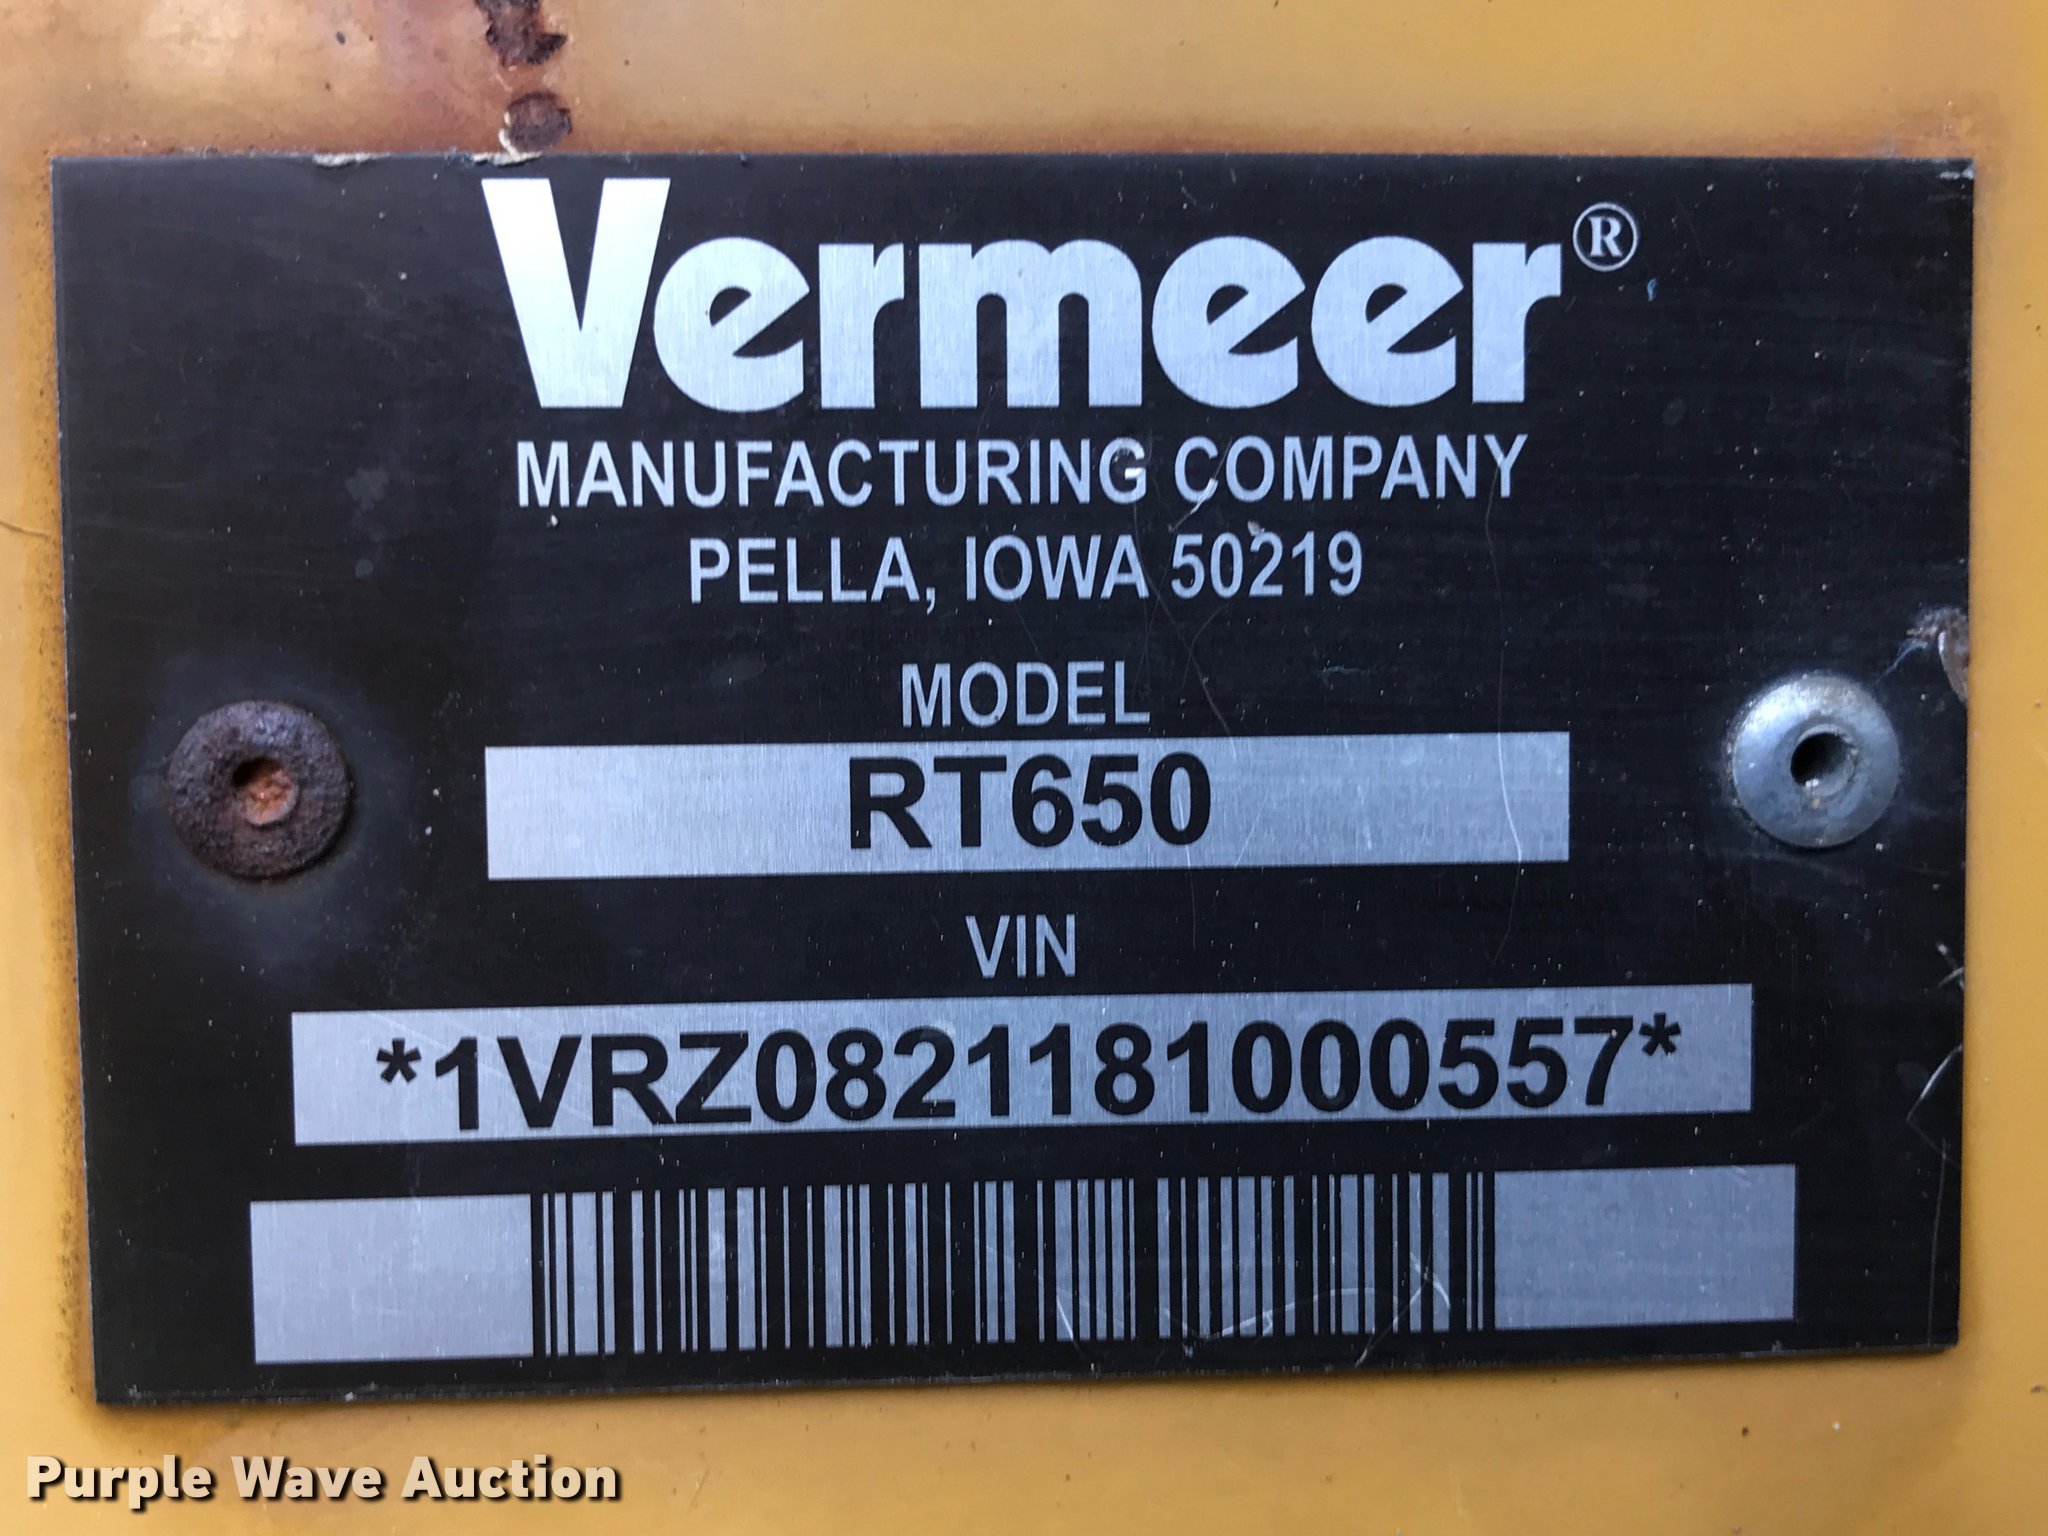 Vermeer®
MANUFACTURING COMPANY
PELLA, IOWA 50219
MODEL
RT650
VIN
*1VRZ0821181000557*
Purple Wave Auction